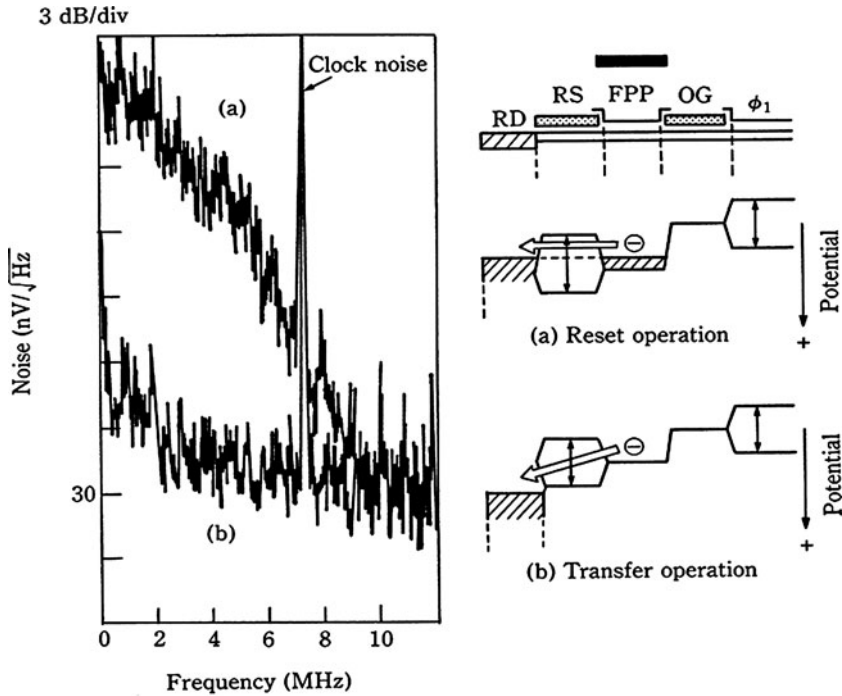 3 dB/div
Noise (nV/√Hz)
30
(a)
(b)
Clock noise
0 2 4 6 8 10
Frequency (MHz)
RD RS FPP OG ϕ1
⊖
Potential
+
(a) Reset operation
⊖
Potential
+
(b) Transfer operation